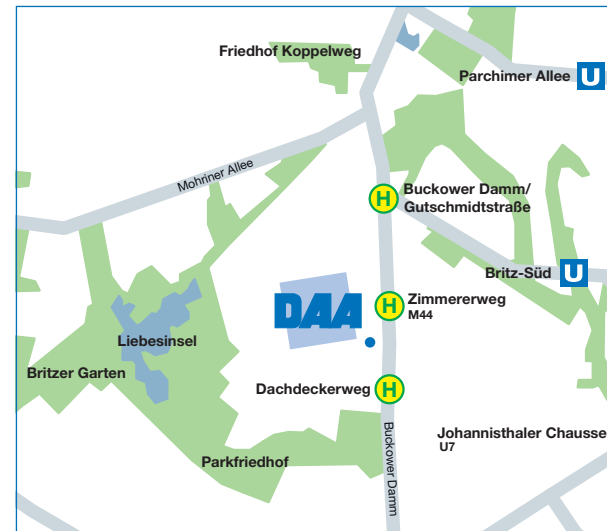 Friedhof Koppelweg
Parchimer Allee U
Mohriner Allee
H Buckower Damm/
Gutschmidtstraße
Britz-Süd U
DAA
H Zimmererweg
M44
Liebesinsel
Britzer Garten
Dachdeckerweg H
Buckower Damm
Johannisthaler Chausse
U7
Parkfriedhof